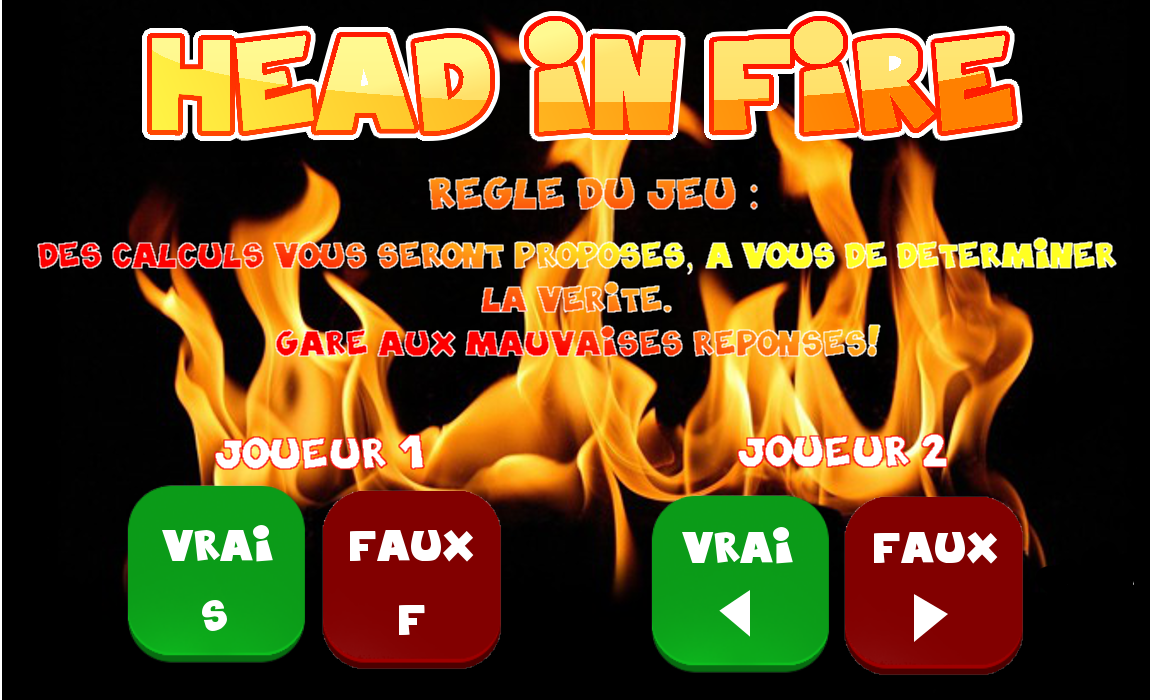 HEAD iN FiRE
REGLE DU JEU :
DES CALCULS VOUS SERONT PROPOSES, A VOUS DE DETERMiNER
LA VERiTE.
GARE AUX MAUVAiSES REPONSES!
JOUEUR 1
JOUEUR 2
VRAi
FAUX
VRAi
FAUX
S
F